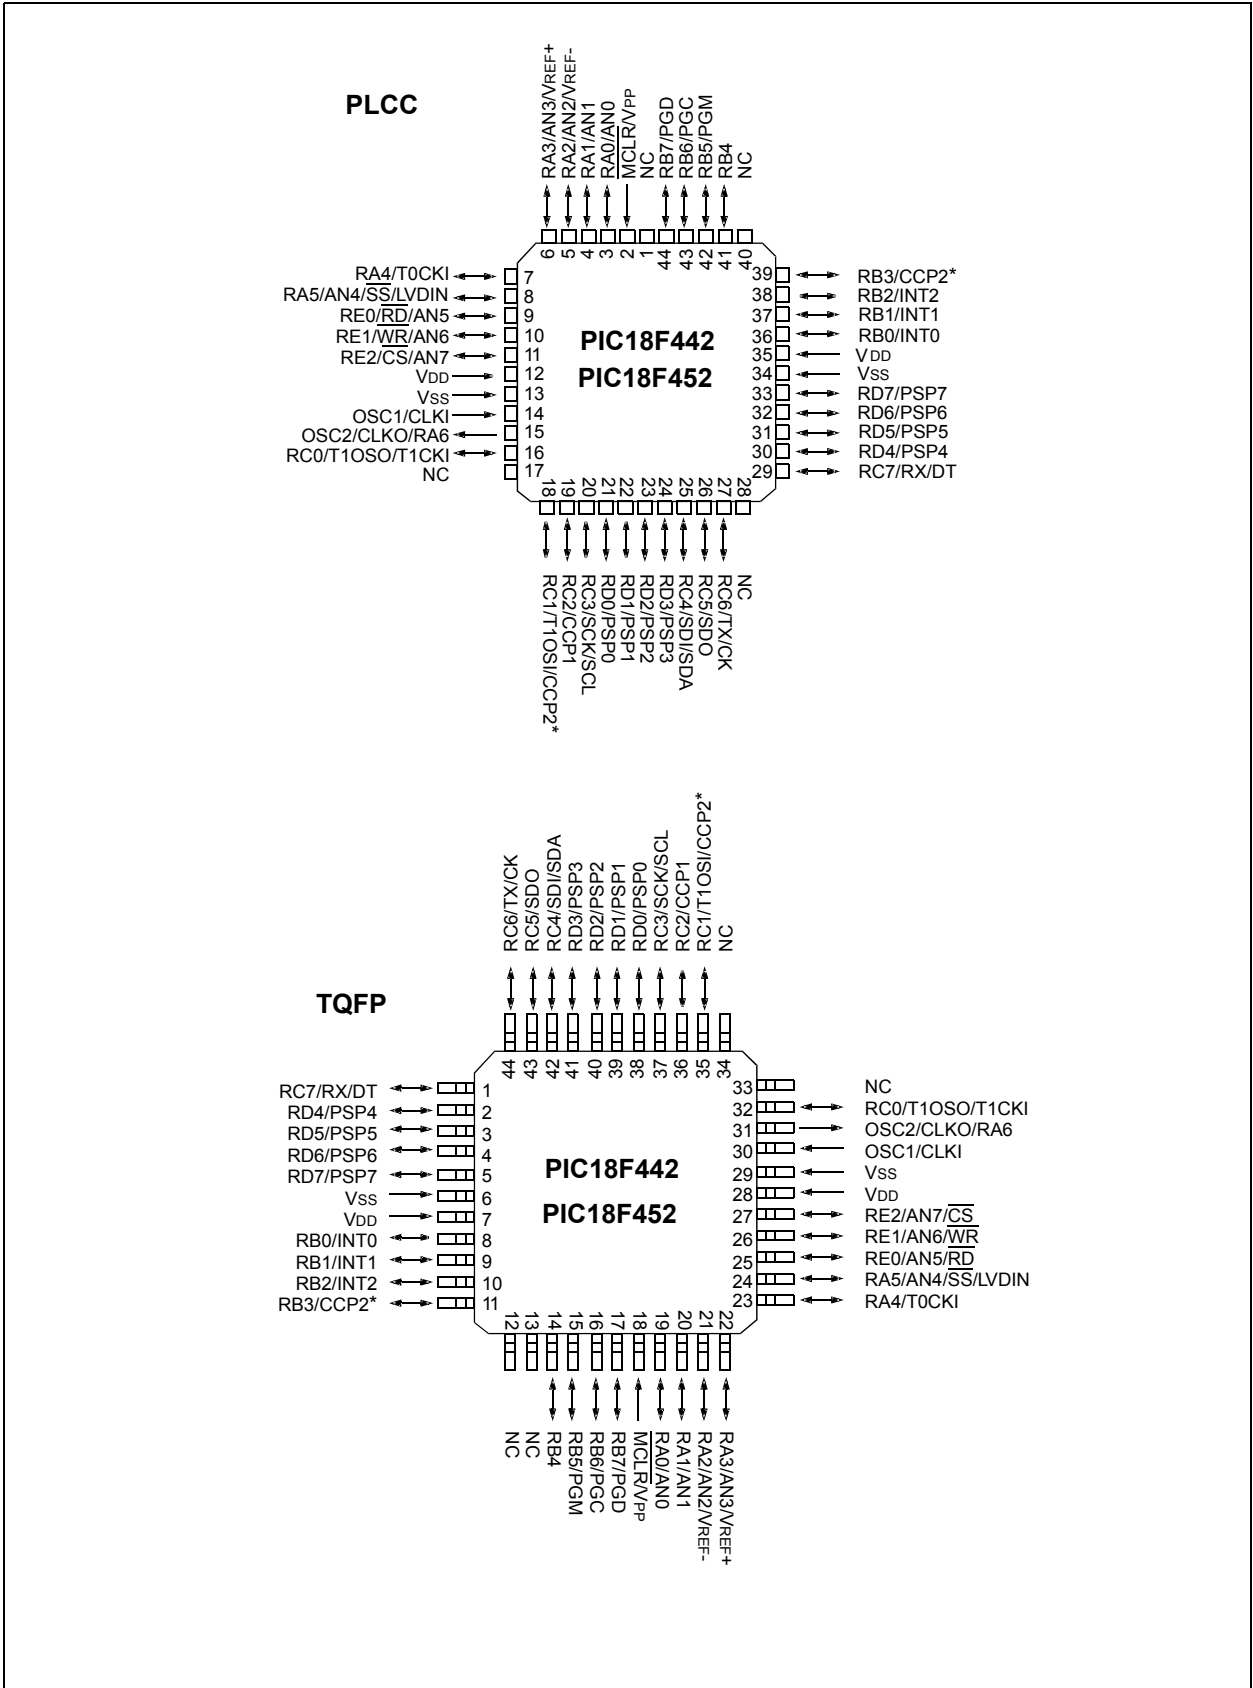 PLCC
RA3/AN3/VREF+
RA2/AN2/VREF-
RA1/AN1
RA0/AN0
MCLR/VPP
NC
RB7/PGD
RB6/PGC
RB5/PGM
RB4
NC
6
5
4
3
2
1
44
43
42
41
40
RA4/T0CKI
RA5/AN4/SS/LVDIN
RE0/RD/AN5
RE1/WR/AN6
RE2/CS/AN7
VDD
VSS
OSC1/CLKI
OSC2/CLKO/RA6
RC0/T1OSO/T1CKI
NC
7
8
9
10
11
12
13
14
15
16
17
PIC18F442
PIC18F452
39
38
37
36
35
34
33
32
31
30
29
RB3/CCP2*
RB2/INT2
RB1/INT1
RB0/INT0
VDD
VSS
RD7/PSP7
RD6/PSP6
RD5/PSP5
RD4/PSP4
RC7/RX/DT
18
19
20
21
22
23
24
25
26
27
28
RC1/T1OSI/CCP2*
RC2/CCP1
RC3/SCK/SCL
RD0/PSP0
RD1/PSP1
RD2/PSP2
RD3/PSP3
RC4/SDI/SDA
RC5/SDO
RC6/TX/CK
NC
TQFP
RC6/TX/CK
RC5/SDO
RC4/SDI/SDA
RD3/PSP3
RD2/PSP2
RD1/PSP1
RD0/PSP0
RC3/SCK/SCL
RC2/CCP1
RC1/T1OSI/CCP2*
NC
44
43
42
41
40
39
38
37
36
35
34
RC7/RX/DT
RD4/PSP4
RD5/PSP5
RD6/PSP6
RD7/PSP7
VSS
VDD
RB0/INT0
RB1/INT1
RB2/INT2
RB3/CCP2*
1
2
3
4
5
6
7
8
9
10
11
PIC18F442
PIC18F452
33
32
31
30
29
28
27
26
25
24
23
NC
RC0/T1OSO/T1CKI
OSC2/CLKO/RA6
OSC1/CLKI
VSS
VDD
RE2/AN7/CS
RE1/AN6/WR
RE0/AN5/RD
RA5/AN4/SS/LVDIN
RA4/T0CKI
12
13
14
15
16
17
18
19
20
21
22
NC
NC
RB4
RB5/PGM
RB6/PGC
RB7/PGD
MCLR/VPP
RA0/AN0
RA1/AN1
RA2/AN2/VREF-
RA3/AN3/VREF+